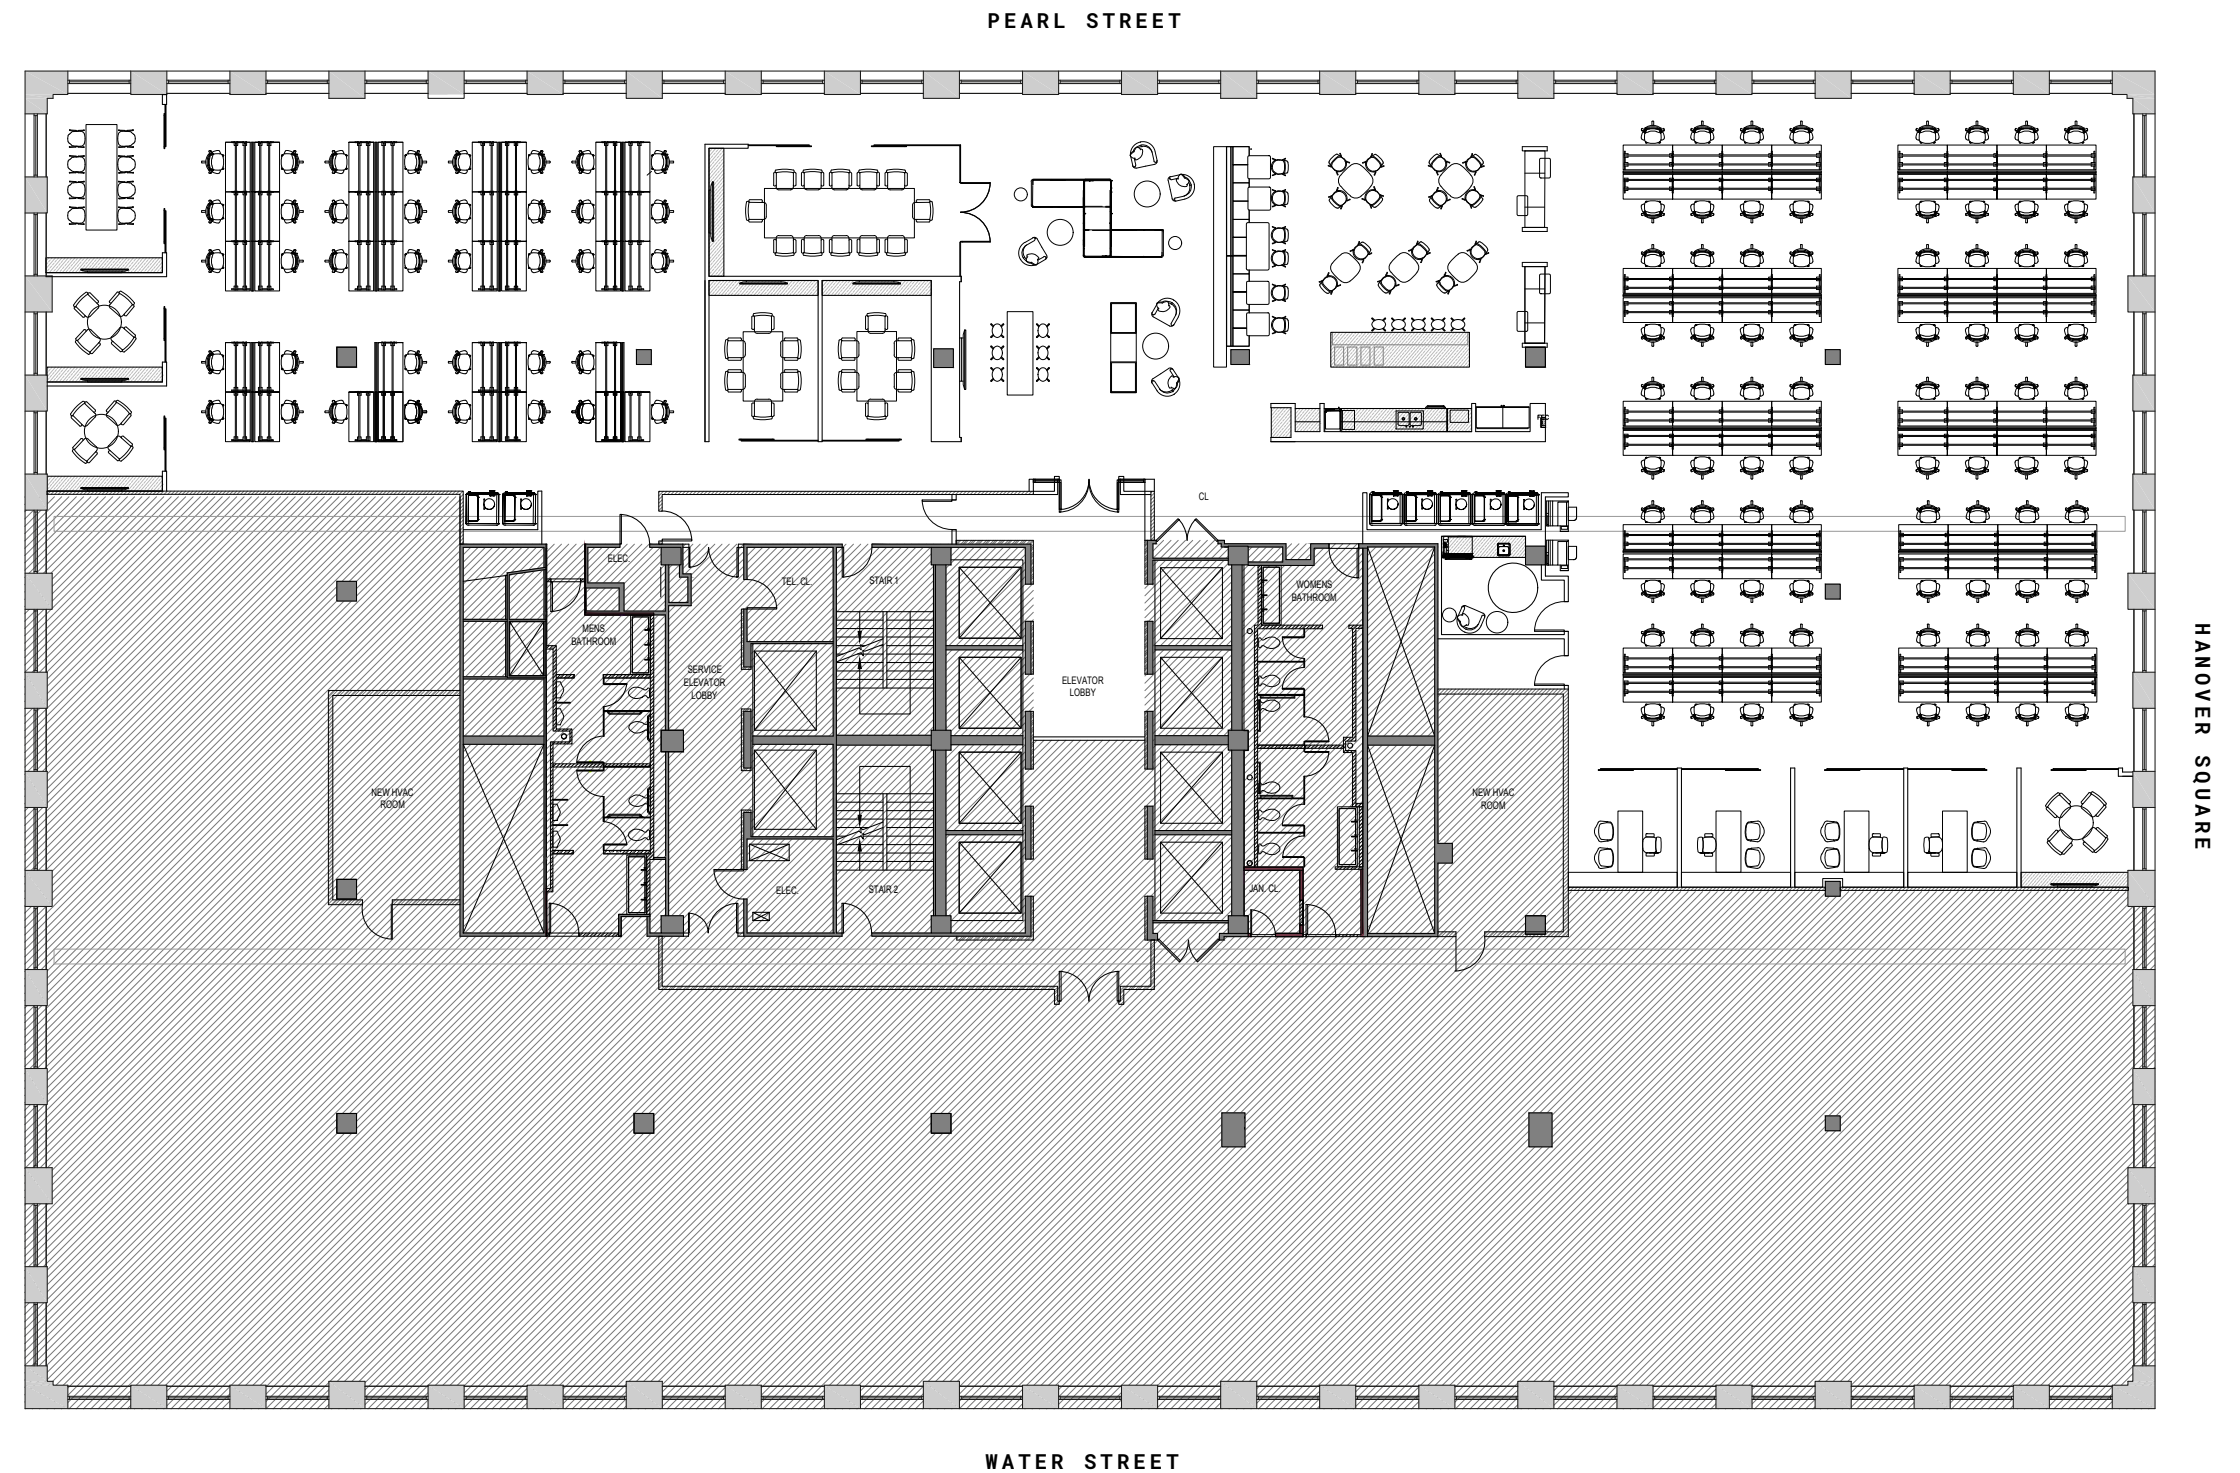 PEARL STREET
CL
ELEC.
TEL. CL.
STAIR 1
WOMENS
BATHROOM
MENS
BATHROOM
SERVICE
ELEVATOR
LOBBY
ELEVATOR
LOBBY
HANOVER SQUARE
NEW HVAC
ROOM
NEW HVAC
ROOM
ELEC.
STAIR 2
JAN. CL.
WATER STREET